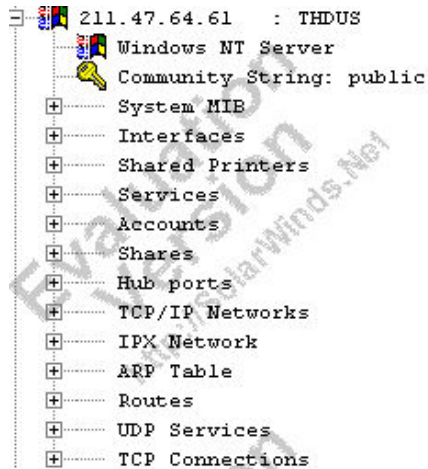 211.47.64.61 : THDUS
Windows NT Server
Community String: public
System MIB
Interfaces
Shared Printers
Services
Accounts
Shares
Hub ports
TCP/IP Networks
IPX Network
ARP Table
Routes
UDP Services
TCP Connections
Evaluation
Version
http://SolarWinds.Net